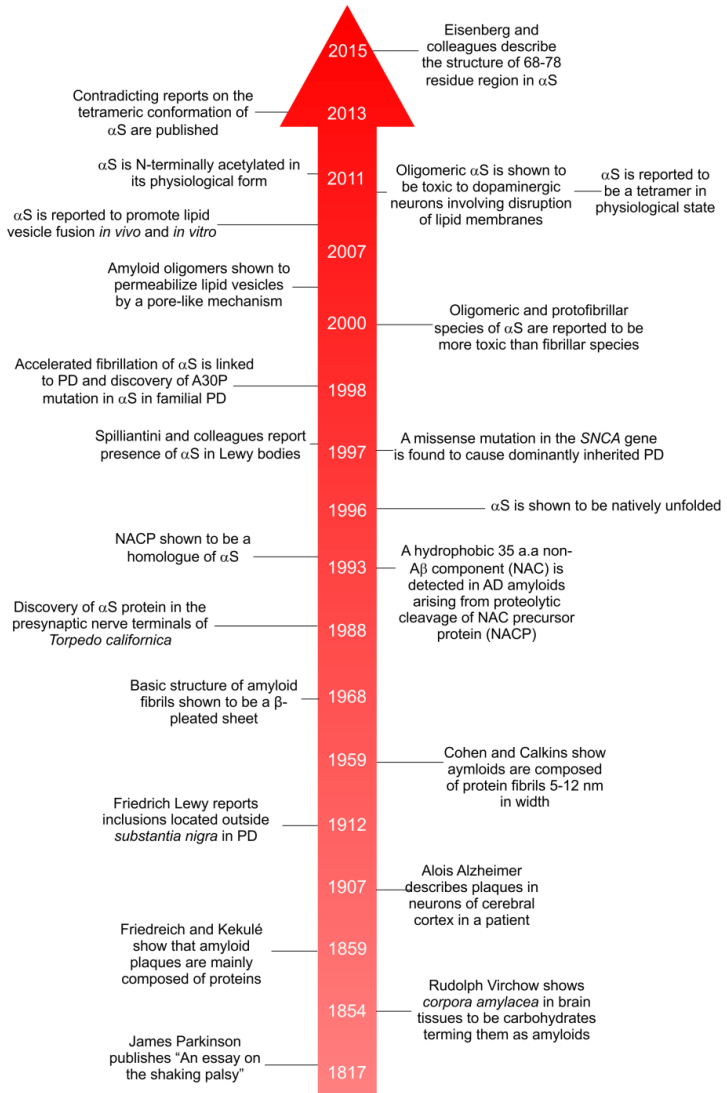 2015
Eisenberg and
colleagues describe
the structure of 68-78
residue region in αS
Contradicting reports on the
tetrameric conformation of
αS are published
2013
αS is N-terminally acetylated in
its physiological form
2011
Oligomeric αS is shown to
be toxic to dopaminergic
neurons involving disruption
of lipid membranes
αS is reported to
be a tetramer in
physiological state
αS is reported to promote lipid
vesicle fusion in vivo and in vitro
2007
Amyloid oligomers shown to
permeabilize lipid vesicles
by a pore-like mechanism
2000
Oligomeric and protofibrillar
species of αS are reported to be
more toxic than fibrillar species
Accelerated fibrillation of αS is linked
to PD and discovery of A30P
mutation in αS in familial PD
1998
Spilliantini and colleagues report
presence of αS in Lewy bodies
1997
A missense mutation in the SNCA gene
is found to cause dominantly inherited PD
1996
αS is shown to be natively unfolded
NACP shown to be a
homologue of αS
1993
A hydrophobic 35 a.a non-
Aβ component (NAC) is
detected in AD amyloids
arising from proteolytic
cleavage of NAC precursor
protein (NACP)
Discovery of αS protein in the
presynaptic nerve terminals of
Torpedo californica
1988
Basic structure of amyloid
fibrils shown to be a β-
pleated sheet
1968
1959
Cohen and Calkins show
aymloids are composed
of protein fibrils 5-12 nm
in width
Friedrich Lewy reports
inclusions located outside
substantia nigra in PD
1912
1907
Alois Alzheimer
describes plaques in
neurons of cerebral
cortex in a patient
Friedreich and Kekulé
show that amyloid
plaques are mainly
composed of proteins
1859
1854
Rudolph Virchow shows
corpora amylacea in brain
tissues to be carbohydrates
terming them as amyloids
James Parkinson
publishes “An essay on
the shaking palsy”
1817